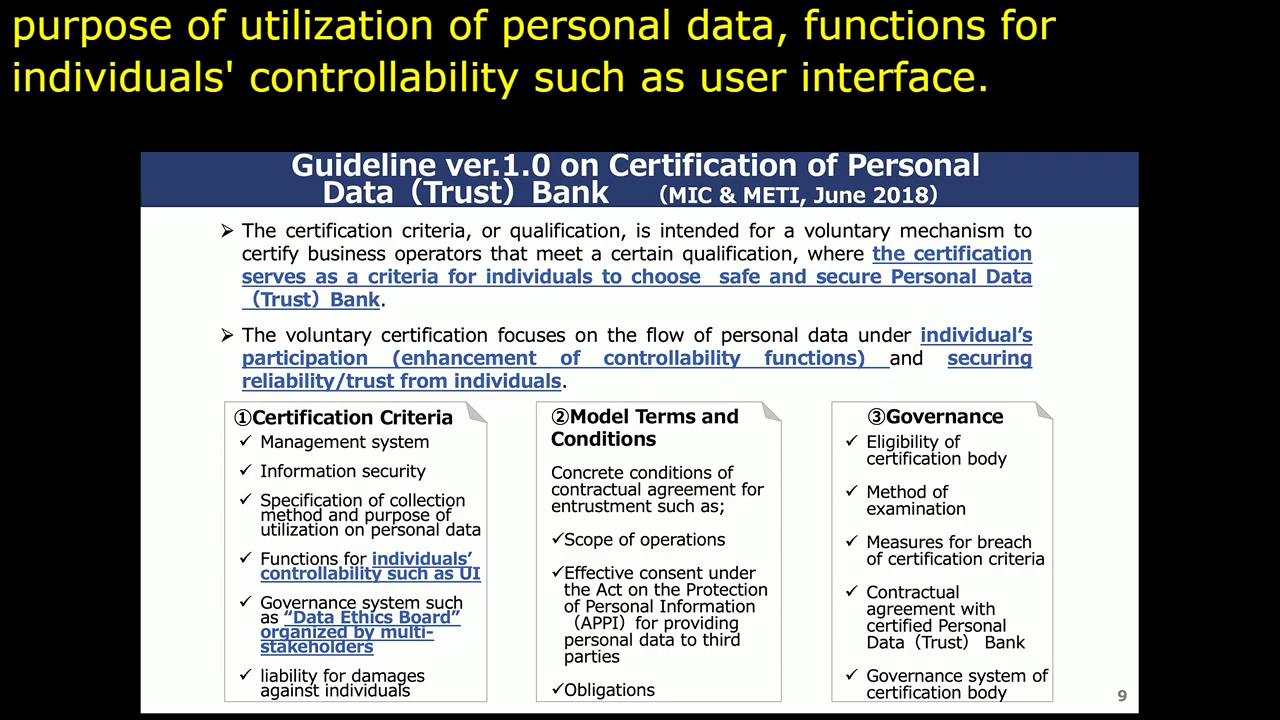 purpose of utilization of personal data, functions for
individuals' controllability such as user interface.
Guideline ver.1.0 on Certification of Personal
Data（Trust）Bank （MIC & METI, June 2018）
➢ The certification criteria, or qualification, is intended for a voluntary mechanism to
certify business operators that meet a certain qualification, where the certification
serves as a criteria for individuals to choose safe and secure Personal Data
（Trust）Bank.
➢ The voluntary certification focuses on the flow of personal data under individual’s
participation (enhancement of controllability functions) and securing
reliability/trust from individuals.
①Certification Criteria
✓ Management system
✓ Information security
✓ Specification of collection
method and purpose of
utilization on personal data
✓ Functions for individuals’
controllability such as UI
✓ Governance system such
as “Data Ethics Board”
organized by multi-
stakeholders
✓ liability for damages
against individuals
②Model Terms and
Conditions
Concrete conditions of
contractual agreement for
entrustment such as;
✓Scope of operations
✓Effective consent under
the Act on the Protection
of Personal Information
（APPI）for providing
personal data to third
parties
✓Obligations
③Governance
✓ Eligibility of
certification body
✓ Method of
examination
✓ Measures for breach
of certification criteria
✓ Contractual
agreement with
certified Personal
Data（Trust） Bank
✓ Governance system of
certification body
9